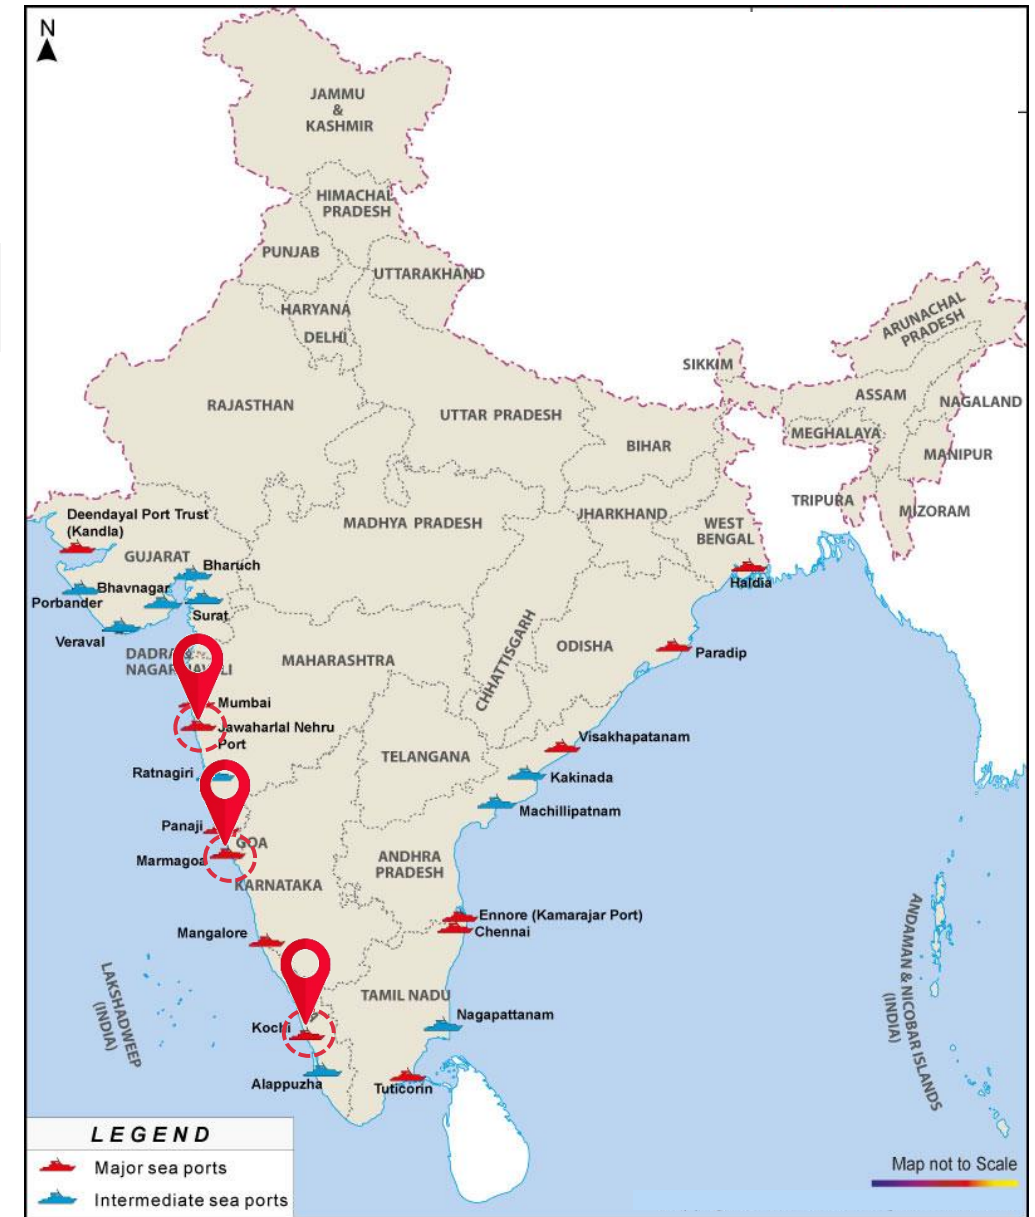 N
JAMMU
&
KASHMIR
HIMACHAL
PRADESH
PUNJAB
UTTARAKHAND
HARYANA
DELHI
ARUNACHAL
PRADESH
SIKKIM
ASSAM
NAGALAND
RAJASTHAN
UTTAR PRADESH
MEGHALAYA
BIHAR
MANIPUR
TRIPURA
MIZORAM
Deendayal Port Trust
(Kandla)
MADHYA PRADESH
JHARKHAND
WEST
BENGAL
GUJARAT
Bharuch
Bhavnagar
Haldia
Porbander
Surat
Veraval
CHHATTISGARH
ODISHA
Paradip
DADRA &
NAGAR HAVELI
MAHARASHTRA
Mumbai
Jawaharlal Nehru
Port
Visakhapatanam
TELANGANA
Ratnagiri
Kakinada
Machillipatnam
Panaji
GOA
Marmagoa
ANDHRA
PRADESH
KARNATAKA
Ennore (Kamarajar Port)
Chennai
Mangalore
LAKSHADWEEP
(INDIA)
ANDAMAN & NICOBAR ISLANDS
(INDIA)
TAMIL NADU
Nagapattanam
Kochi
Alappuzha
Tuticorin
LEGEND
Major sea ports
Intermediate sea ports
Map not to Scale